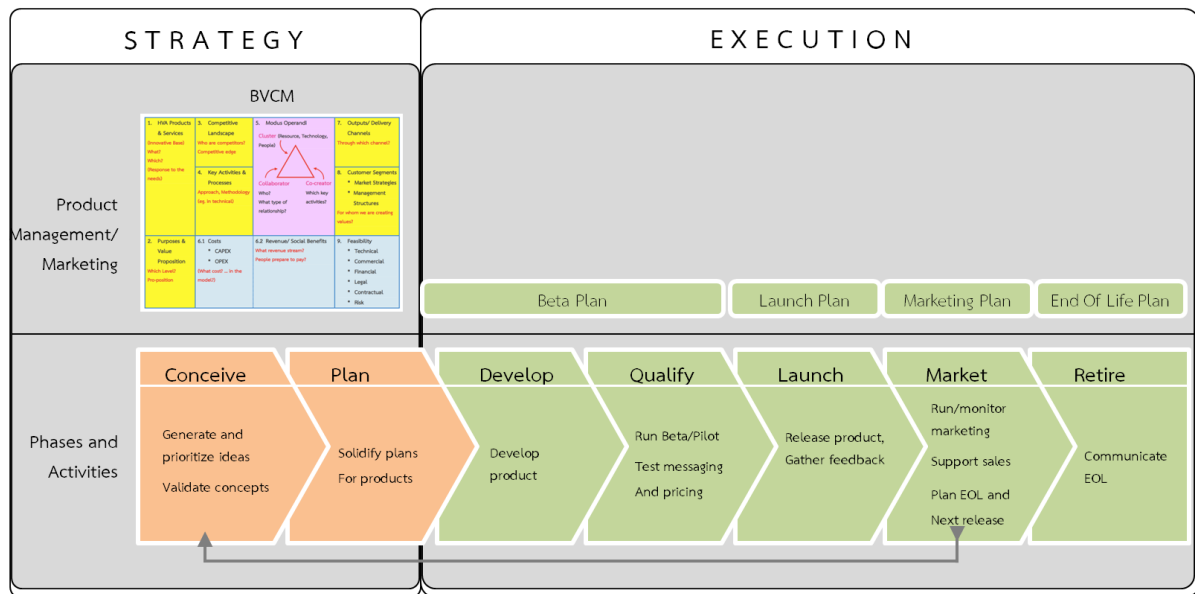 STRATEGY
EXECUTION
Product
Management/
Marketing
BVCM
1. HVA Products
& Services
(Innovative Base)
What?
Which?
(Response to the
needs)
3. Competitive
Landscape
Who are competitors?
Competitive edge
5. Modus Operandi
Cluster (Resource, Technology,
People)
Collaborator
Who?
What type of
relationship?
Co-creator
Which key
activities?
7. Outputs/ Delivery
Channels
Through which channel?
4. Key Activities &
Processes
Approach, Methodology
(eg. in technical)
8. Customer Segments
* Market Strategies
* Management
Structures
For whom we are creating
values?
2. Purposes &
Value
Proposition
Which Level?
Pro-position
6.1 Costs
* CAPEX
* OPEX
(What cost? ... in the
model?)
6.2 Revenue/ Social Benefits
What revenue stream?
People prepare to pay?
9. Feasibility
* Technical
* Commercial
* Financial
* Legal
* Contractual
* Risk
Beta Plan
Launch Plan
Marketing Plan
End Of Life Plan
Phases and
Activities
Conceive
Generate and
prioritize ideas
Validate concepts
Plan
Solidify plans
For products
Develop
Develop
product
Qualify
Run Beta/Pilot
Test messaging
And pricing
Launch
Release product,
Gather feedback
Market
Run/monitor
marketing
Support sales
Plan EOL and
Next release
Retire
Communicate
EOL